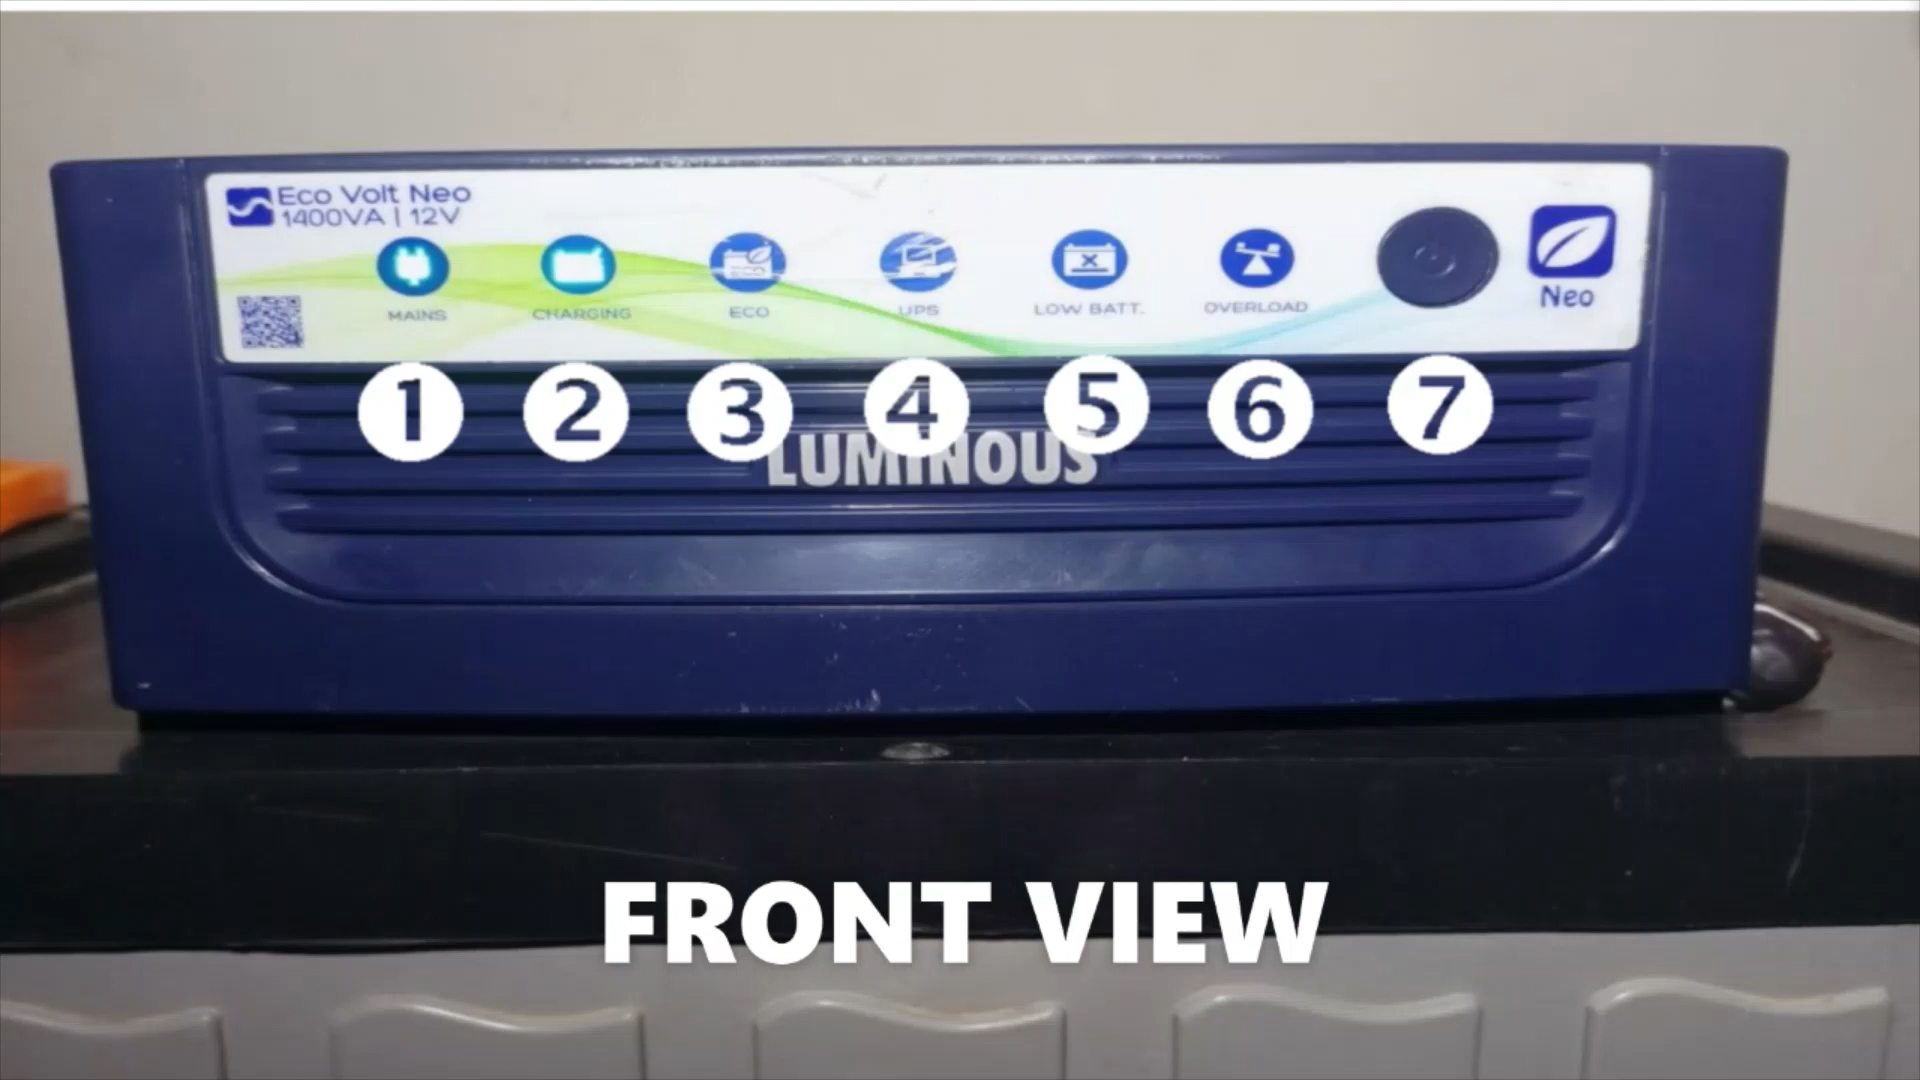 Eco Volt Neo
1400VA | 12V
MAINS
CHARGING
ECO
UPS
LOW BATT.
OVERLOAD
Neo
1
2
3
4
5
6
7
LUMINOUS
FRONT VIEW